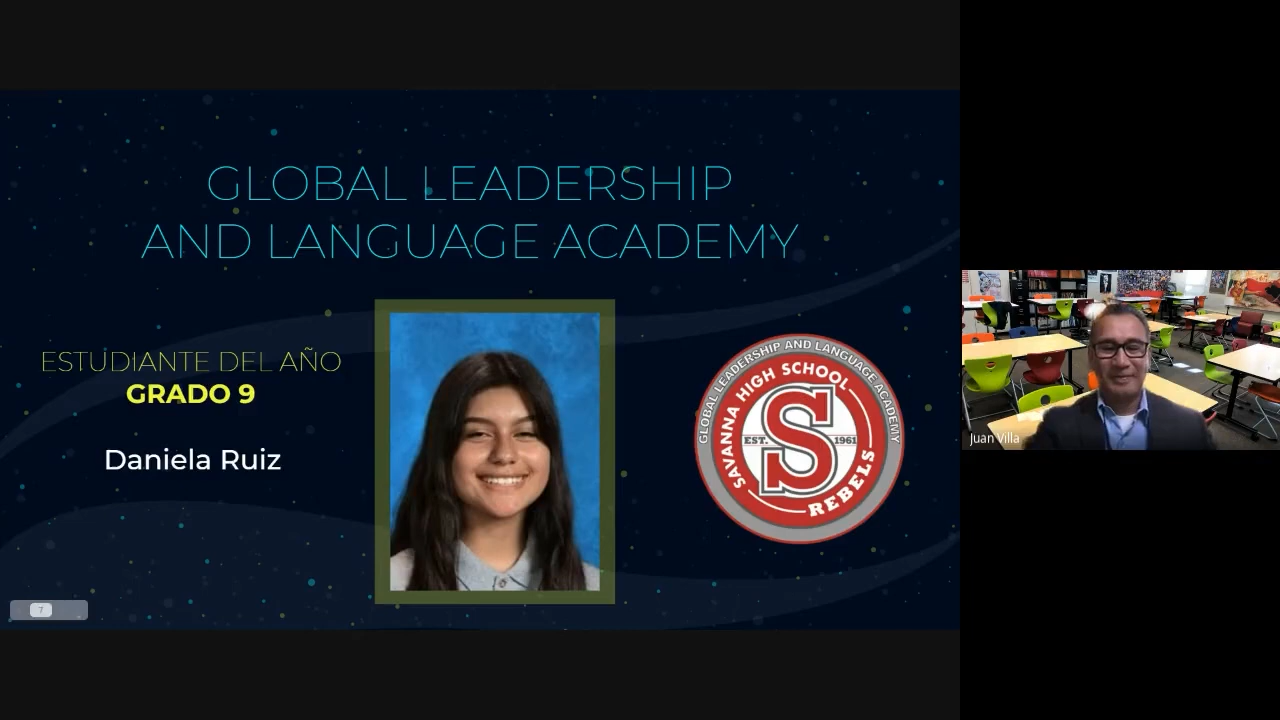 GLOBAL LEADERSHIP
AND LANGUAGE ACADEMY
ESTUDIANTE DEL AÑO
GRADO 9
Daniela Ruiz
GLOBAL LEADERSHIP AND LANGUAGE ACADEMY
SAVANNA HIGH SCHOOL
S
EST. 1961
REBELS
7
Juan Villa